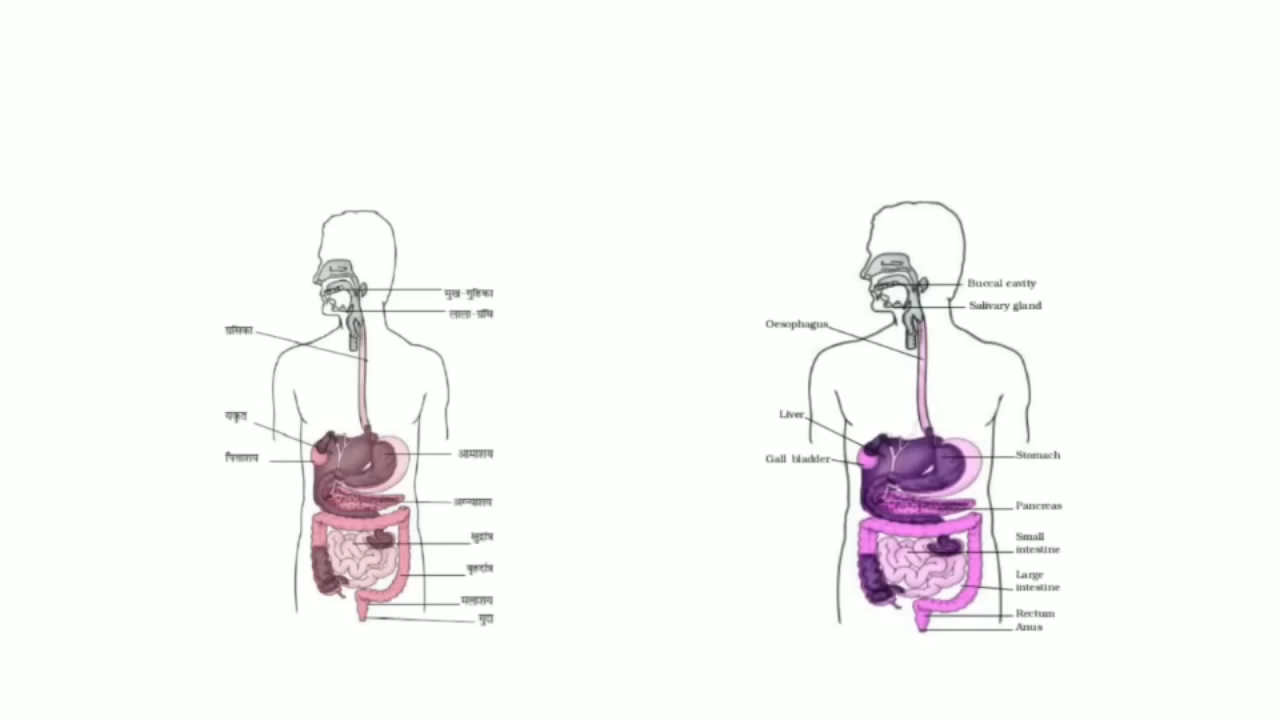 मुख-गुहिका
लाला-ग्रंथि
ग्रसिका
यकृत
पित्ताशय
आमाशय
अग्न्याशय
क्षुद्रांत्र
बृहदांत्र
मलाशय
गुदा
Buccal cavity
Salivary gland
Oesophagus
Liver
Gall bladder
Stomach
Pancreas
Small
intestine
Large
intestine
Rectum
Anus